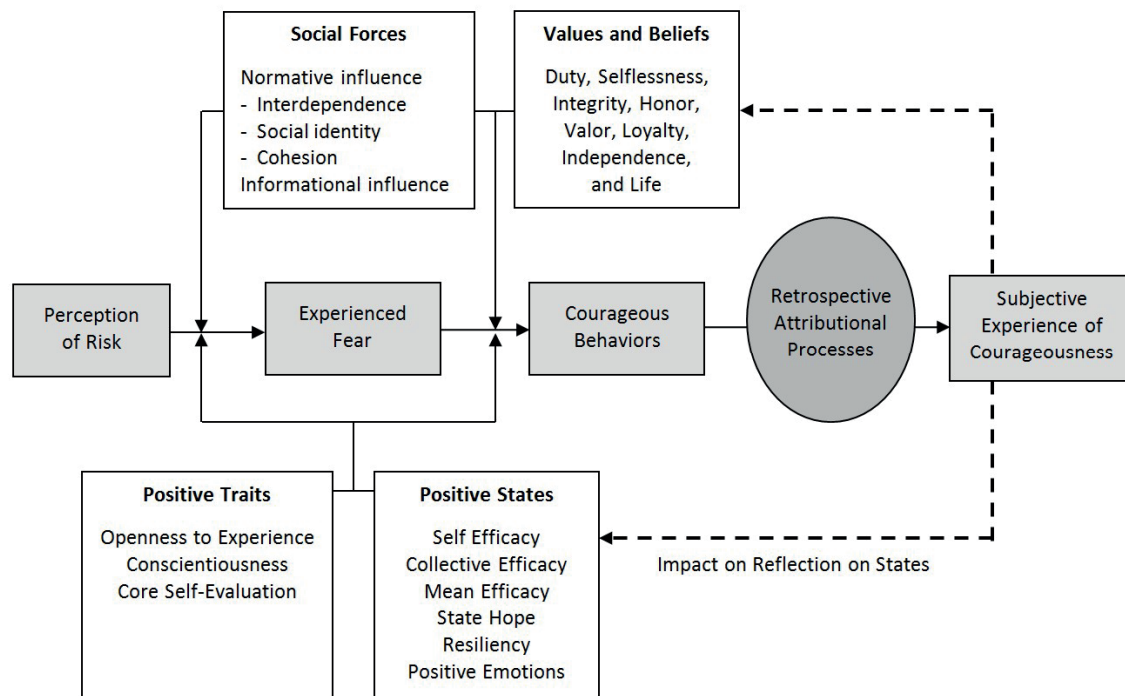 Social Forces
Normative influence
- Interdependence
- Social identity
- Cohesion
Informational influence
Values and Beliefs
Duty, Selflessness,
Integrity, Honor,
Valor, Loyalty,
Independence,
and Life
Perception
of Risk
Experienced
Fear
Courageous
Behaviors
Retrospective
Attributional
Processes
Subjective
Experience of
Courageousness
Positive Traits
Openness to Experience
Conscientiousness
Core Self-Evaluation
Positive States
Self Efficacy
Collective Efficacy
Mean Efficacy
State Hope
Resiliency
Positive Emotions
Impact on Reflection on States